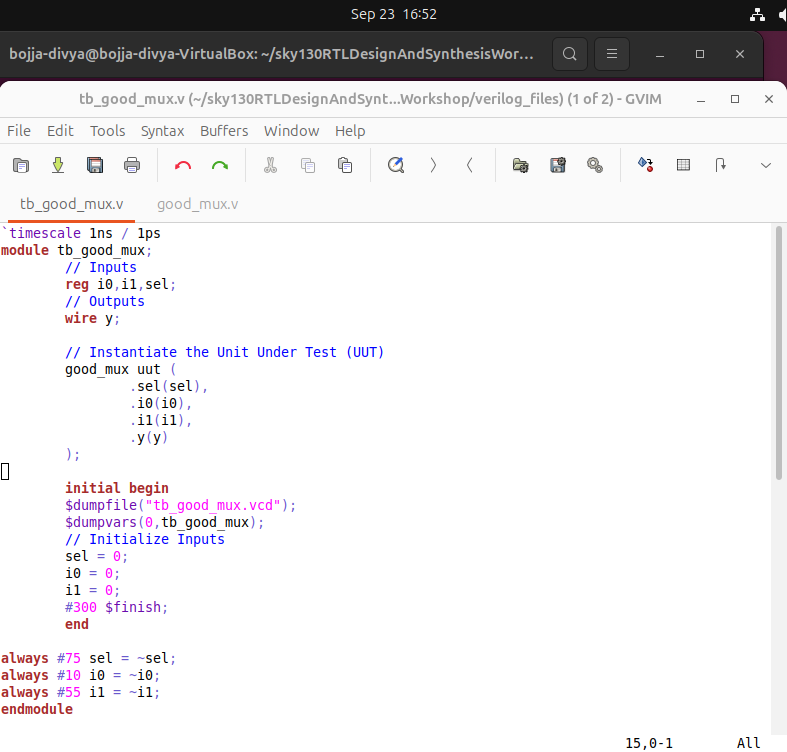 Sep 23 16:52
bojja-divya@bojja-divya-VirtualBox: ~/sky130RTLDesignAndSynthesisWor...
tb_good_mux.v (~/sky130RTLDesignAndSynt...Workshop/verilog_files) (1 of 2) - GVIM
File Edit Tools Syntax Buffers Window Help
tb_good_mux.v good_mux.v
`timescale 1ns / 1ps
module tb_good_mux;
        // Inputs
        reg i0,i1,sel;
        // Outputs
        wire y;

        // Instantiate the Unit Under Test (UUT)
        good_mux uut (
                .sel(sel),
                .i0(i0),
                .i1(i1),
                .y(y)
        );

        initial begin
        $dumpfile("tb_good_mux.vcd");
        $dumpvars(0,tb_good_mux);
        // Initialize Inputs
        sel = 0;
        i0 = 0;
        i1 = 0;
        #300 $finish;
        end

always #75 sel = ~sel;
always #10 i0 = ~i0;
always #55 i1 = ~i1;
endmodule
15,0-1 All